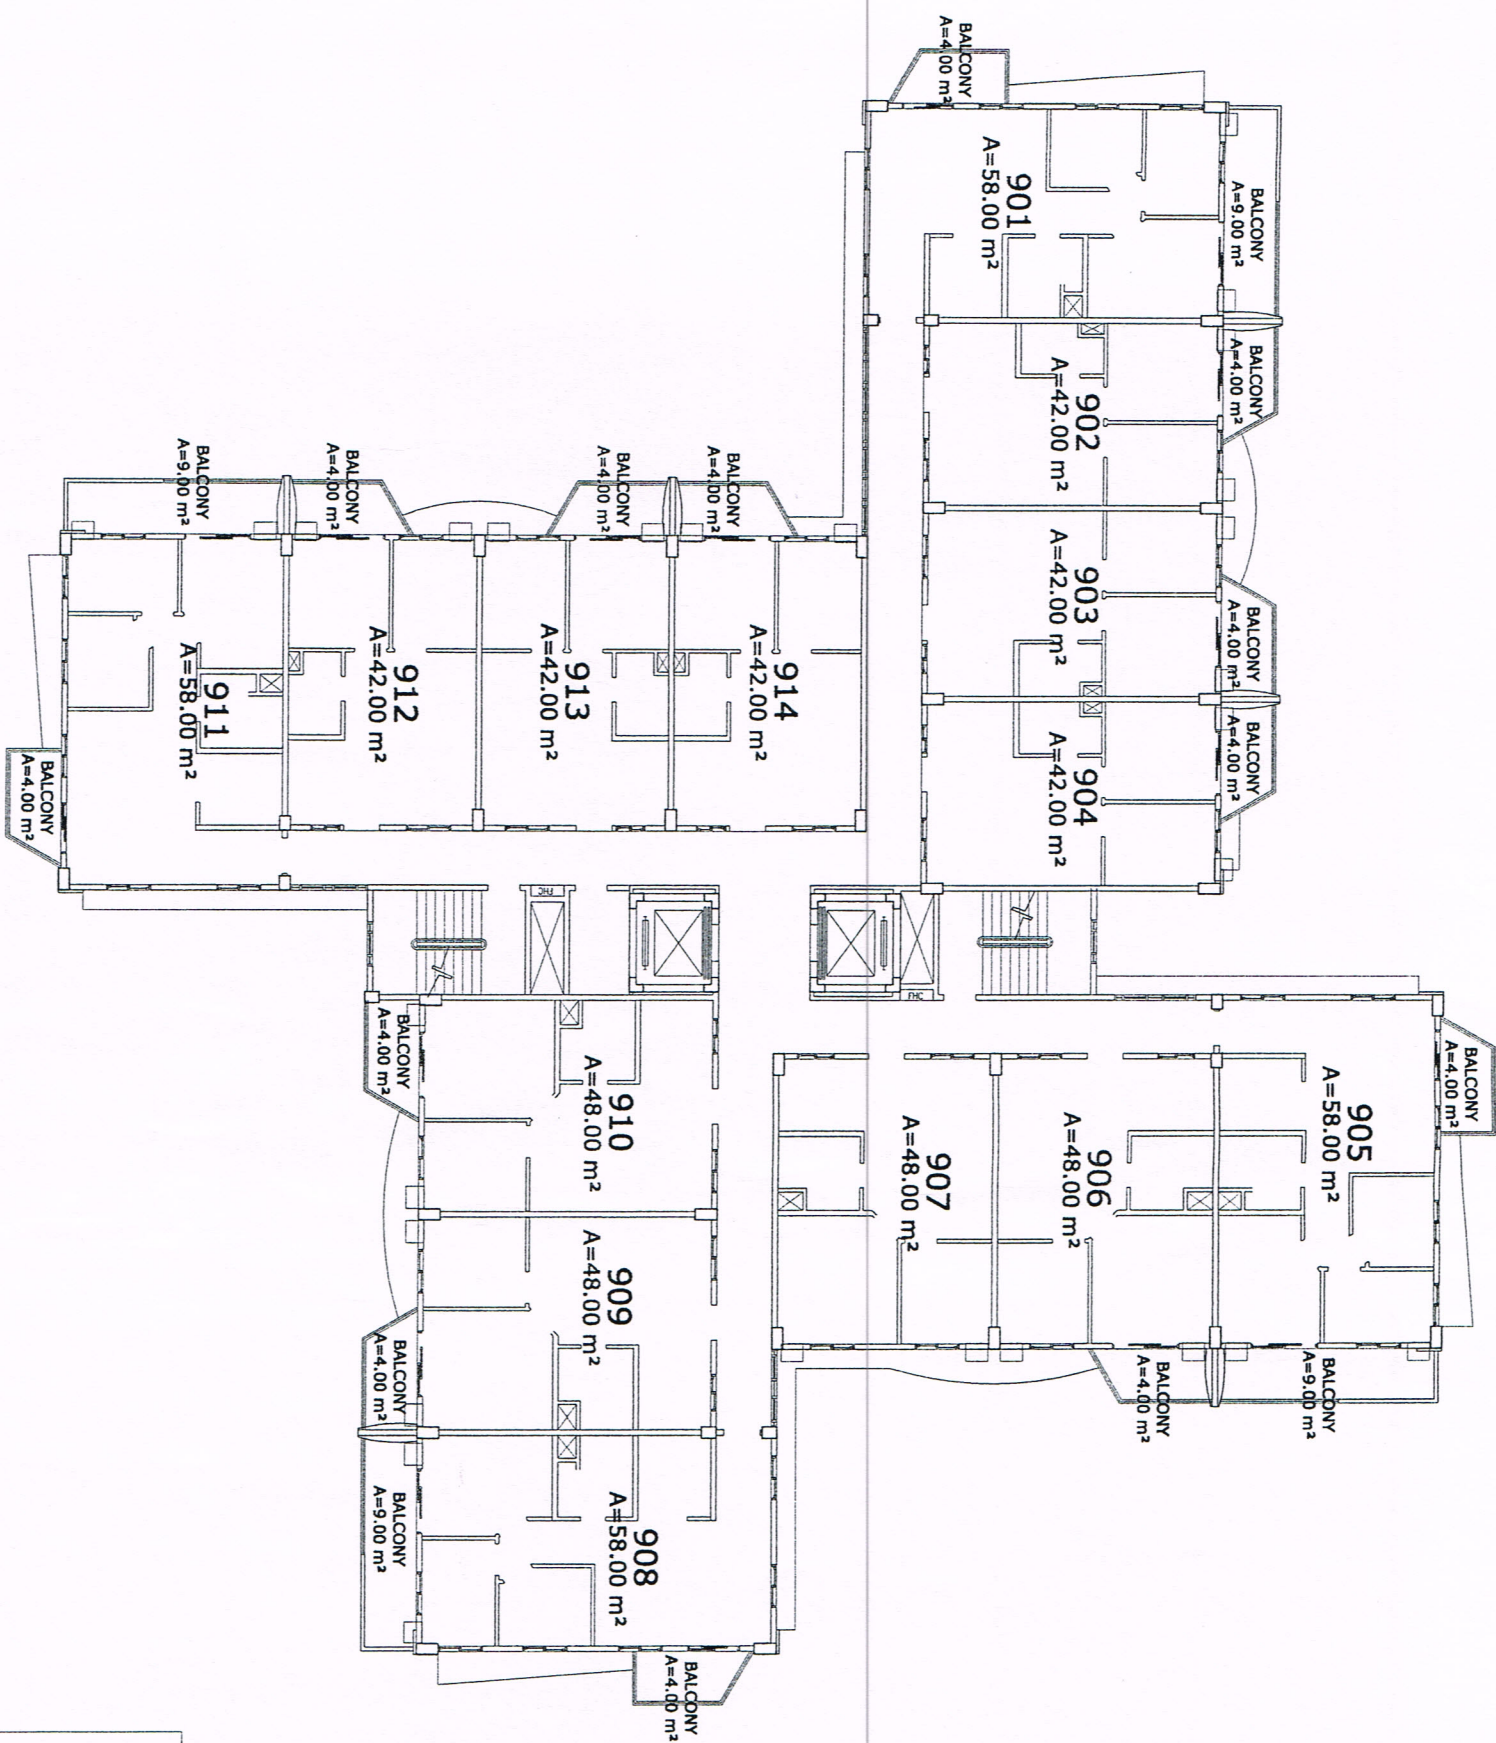 BALCONY
A=4.00 m²
901
A=58.00 m²
BALCONY
A=9.00 m²
BALCONY
A=4.00 m²
902
A=42.00 m²
903
A=42.00 m²
BALCONY
A=4.00 m²
BALCONY
A=4.00 m²
904
A=42.00 m²
BALCONY
A=9.00 m²
BALCONY
A=4.00 m²
BALCONY
A=4.00 m²
BALCONY
A=4.00 m²
911
A=58.00 m²
912
A=42.00 m²
913
A=42.00 m²
914
A=42.00 m²
BALCONY
A=4.00 m²
FHC
FHC
BALCONY
A=4.00 m²
910
A=48.00 m²
907
A=48.00 m²
906
A=48.00 m²
905
A=58.00 m²
BALCONY
A=4.00 m²
909
A=48.00 m²
BALCONY
A=4.00 m²
BALCONY
A=4.00 m²
BALCONY
A=9.00 m²
BALCONY
A=9.00 m²
908
A=58.00 m²
BALCONY
A=4.00 m²